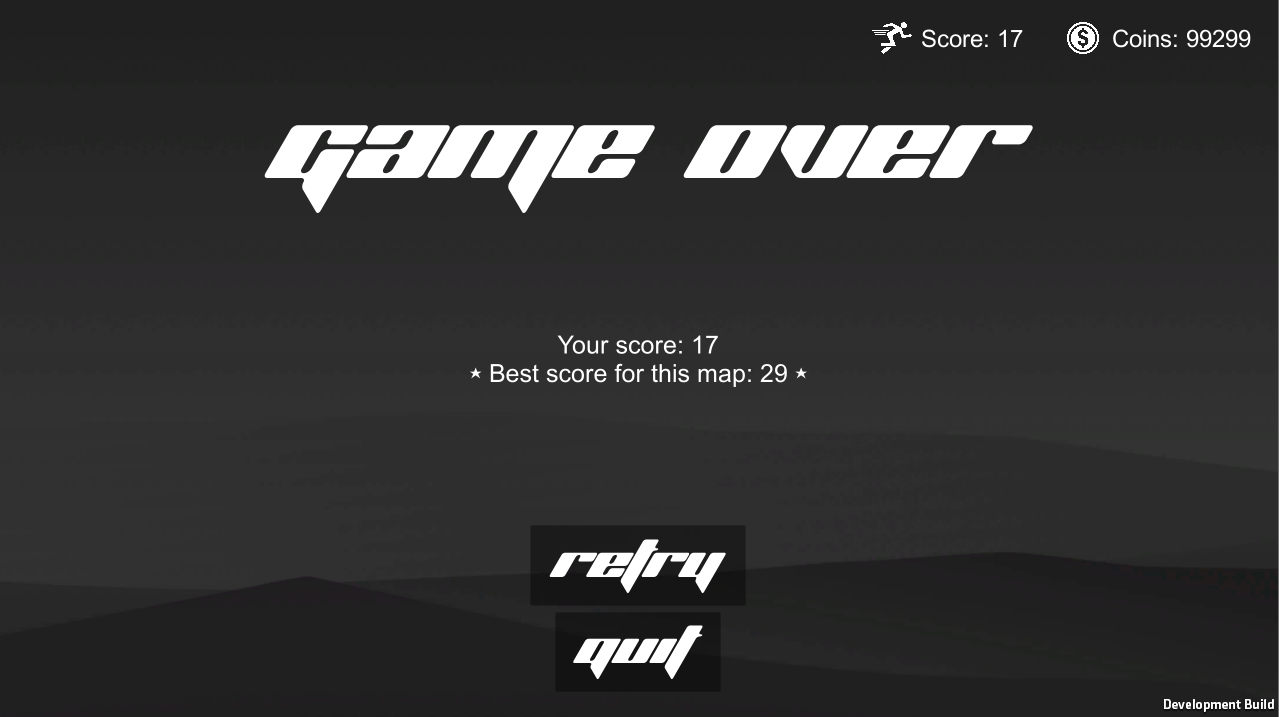 Score: 17
Coins: 99299
game over
Your score: 17
★ Best score for this map: 29 ★
retry
quit
Development Build